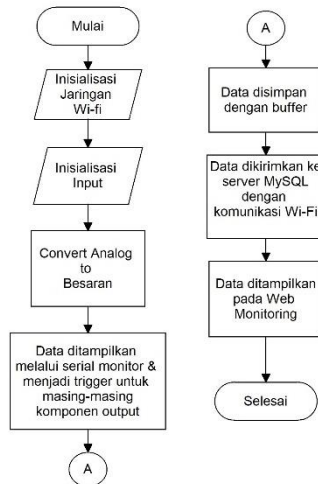 Mulai
Inisialisasi
Jaringan
Wi-fi
Inisialisasi
Input
Convert Analog
to
Besaran
Data ditampilkan
melalui serial monitor &
menjadi trigger untuk
masing-masing
komponen output
A
A
Data disimpan
dengan buffer
Data dikirimkan ke
server MySQL
dengan
komunikasi Wi-Fi
Data ditampilkan
pada Web
Monitoring
Selesai